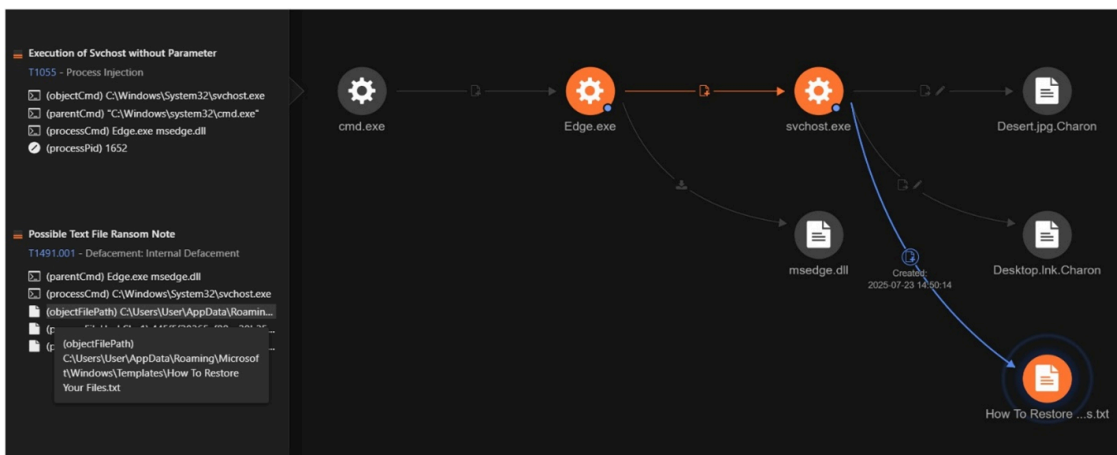 Execution of Svchost without Parameter
T1055 - Process Injection
(objectCmd) C:\Windows\System32\svchost.exe
(parentCmd) "C:\Windows\system32\cmd.exe"
(processCmd) Edge.exe msedge.dll
(processPid) 1652
Possible Text File Ransom Note
T1491.001 - Defacement: Internal Defacement
(parentCmd) Edge.exe msedge.dll
(processCmd) C:\Windows\System32\svchost.exe
(objectFilePath) C:\Users\User\AppData\Roamin...
(objectFilePath)
C:\Users\User\AppData\Roaming\Microsof
t\Windows\Templates\How To Restore
Your Files.txt
cmd.exe
Edge.exe
svchost.exe
Desert.jpg.Charon
msedge.dll
Created:
2025-07-23 14:50:14
Desktop.lnk.Charon
How To Restore ...s.txt